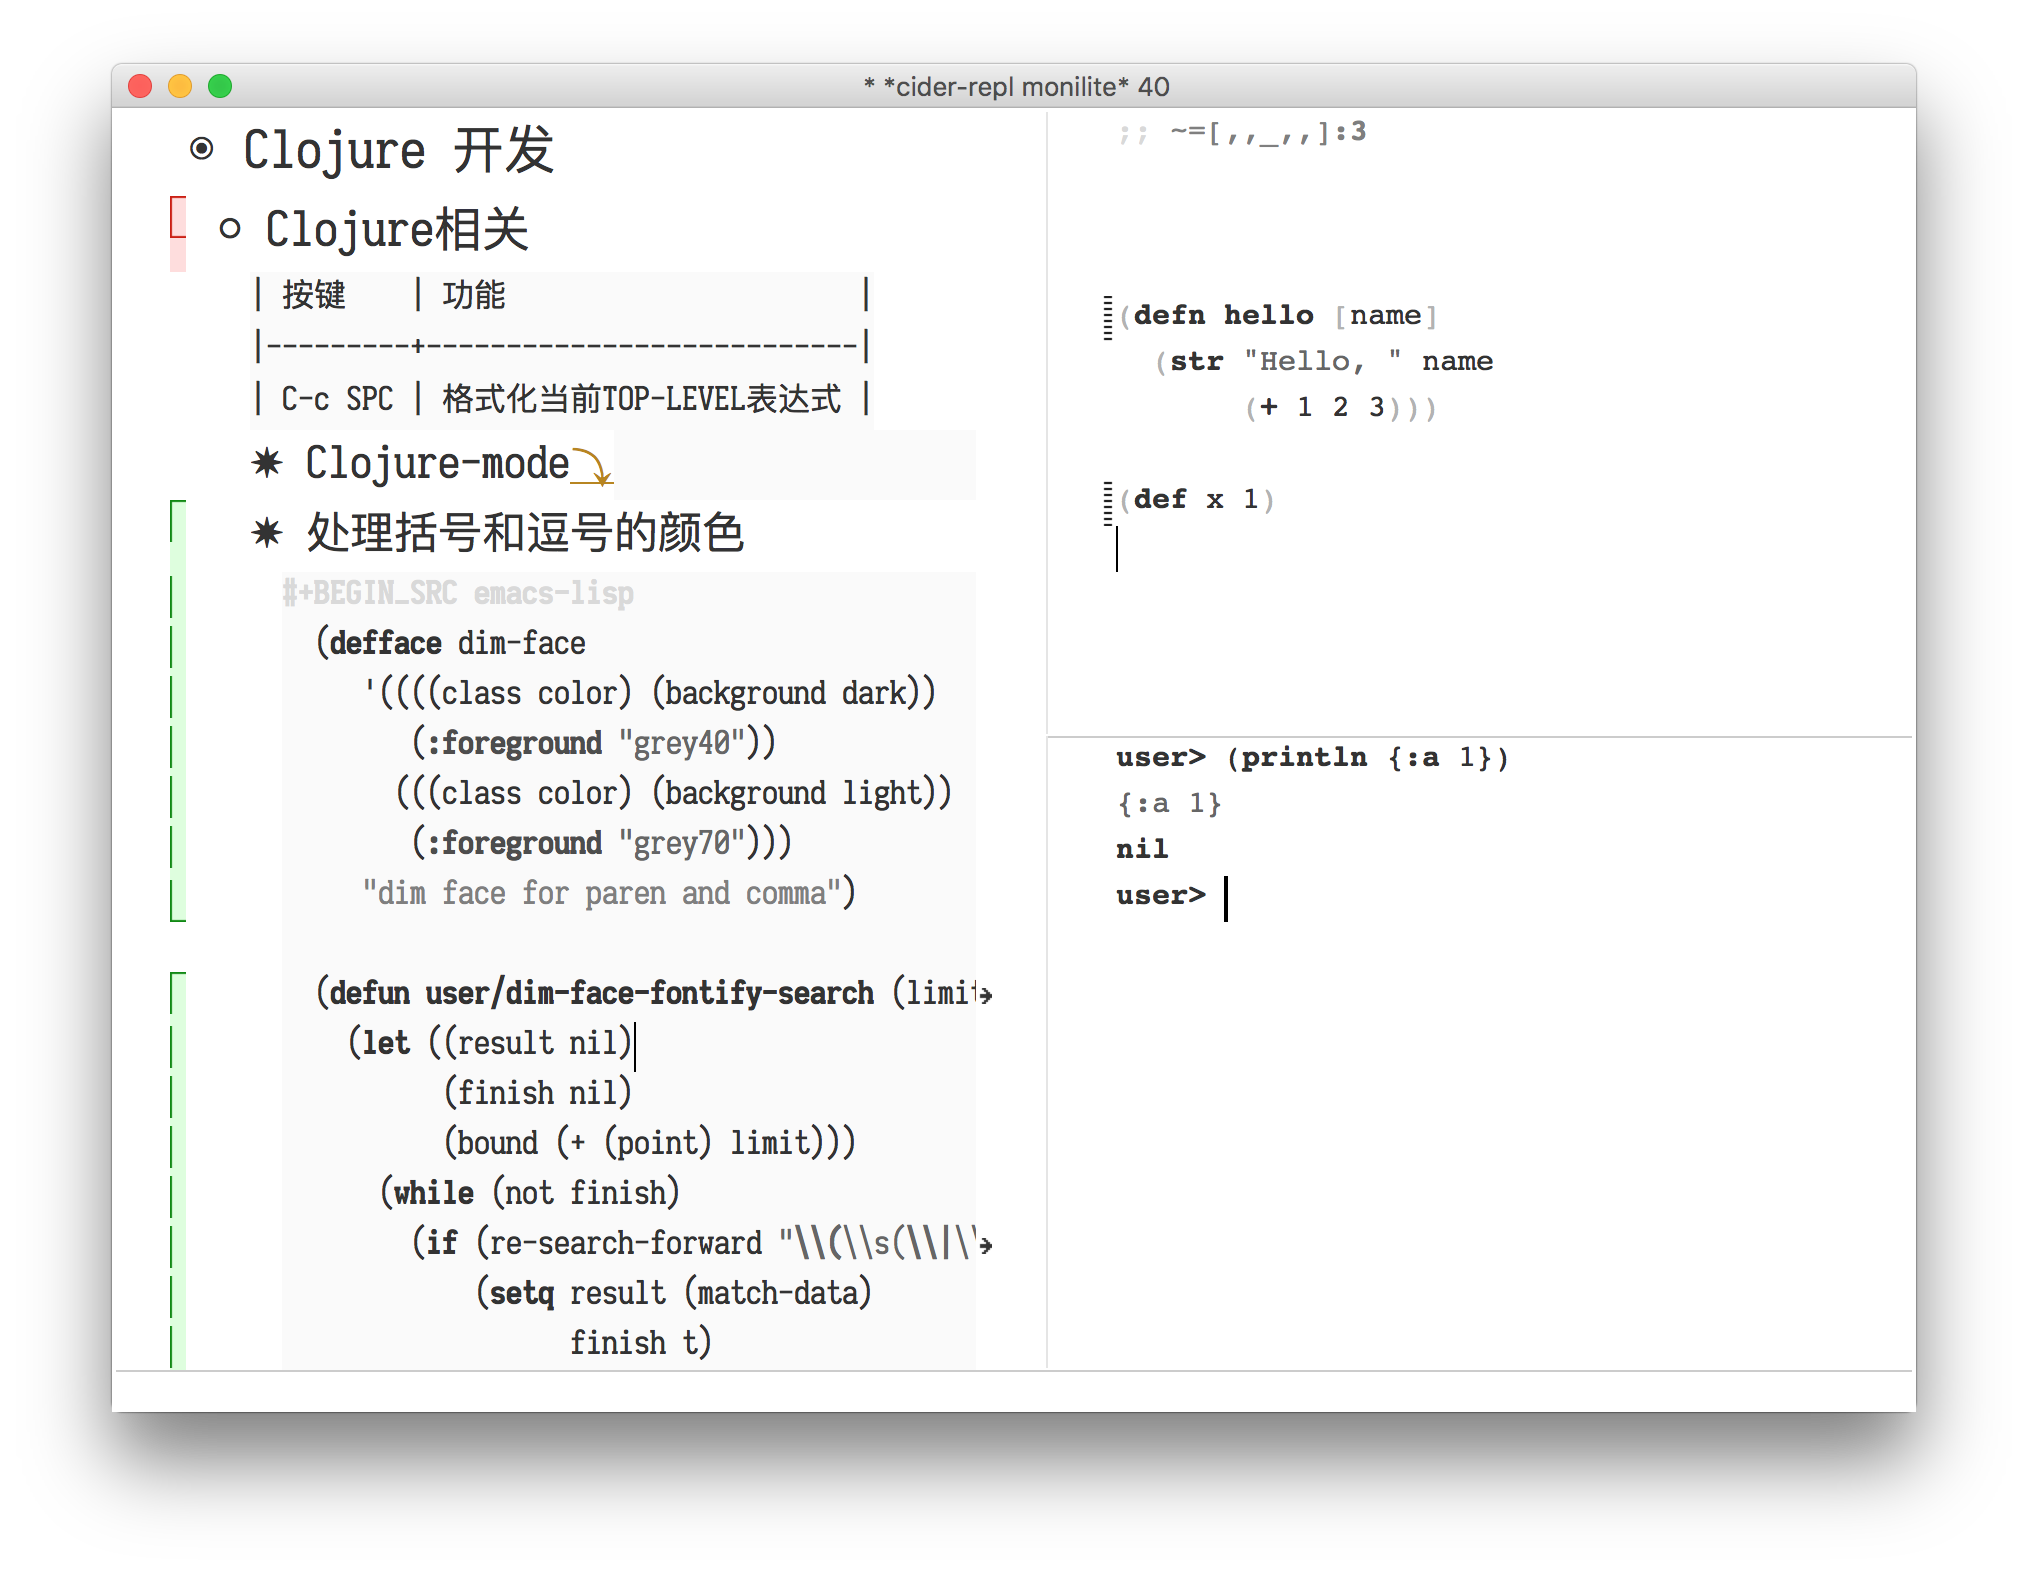 * *cider-repl monilite* 40
Clojure 开发
Clojure相关
| 按键 | 功能 |
|---------+---------------------------|
| C-c SPC | 格式化当前TOP-LEVEL表达式 |
Clojure-mode
处理括号和逗号的颜色
#+BEGIN_SRC emacs-lisp
(defface dim-face
'((((class color) (background dark))
(:foreground "grey40"))
(((class color) (background light))
(:foreground "grey70")))
"dim face for paren and comma")
(defun user/dim-face-fontify-search (limit
(let ((result nil)
(finish nil)
(bound (+ (point) limit)))
(while (not finish)
(if (re-search-forward "\\(\\s(\\|\
(setq result (match-data)
finish t)
;; ~=[,,_,,]:3
(defn hello [name]
(str "Hello, " name
(+ 1 2 3)))
(def x 1)
user> (println {:a 1})
{:a 1}
nil
user>